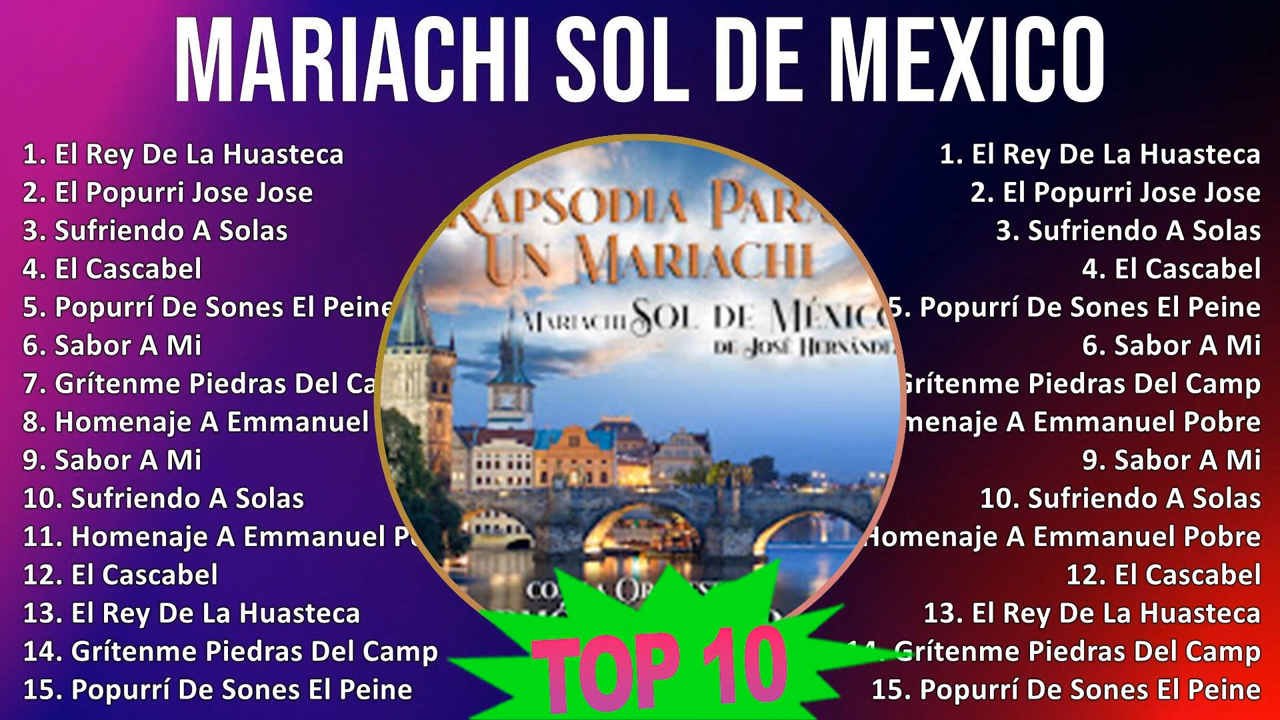 MARIACHI SOL DE MEXICO
1. El Rey De La Huasteca
2. El Popurri Jose Jose
3. Sufriendo A Solas
4. El Cascabel
5. Popurrí De Sones El Peine
6. Sabor A Mi
7. Grítenme Piedras Del Ca
8. Homenaje A Emmanuel
9. Sabor A Mi
10. Sufriendo A Solas
11. Homenaje A Emmanuel
12. El Cascabel
13. El Rey De La Huasteca
14. Grítenme Piedras Del Camp
15. Popurrí De Sones El Peine
RAPSODIA PARA
UN MARIACHI
MARIACHI SOL DE MÉXICO
DE JOSÉ HERNÁNDEZ
TOP 10
1. El Rey De La Huasteca
2. El Popurri Jose Jose
3. Sufriendo A Solas
4. El Cascabel
5. Popurrí De Sones El Peine
6. Sabor A Mi
Grítenme Piedras Del Camp
menaje A Emmanuel Pobre
9. Sabor A Mi
10. Sufriendo A Solas
Homenaje A Emmanuel Pobre
12. El Cascabel
13. El Rey De La Huasteca
14. Grítenme Piedras Del Camp
15. Popurrí De Sones El Peine